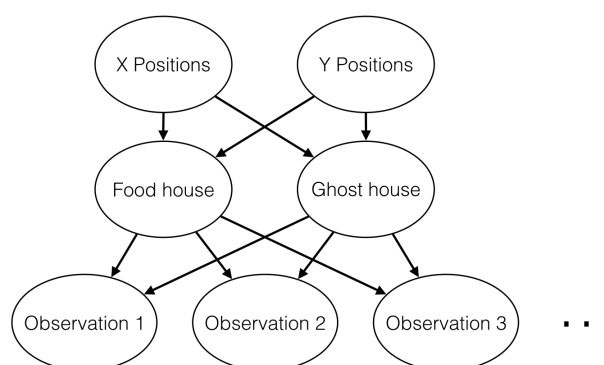 X Positions
Y Positions
Food house
Ghost house
Observation 1
Observation 2
Observation 3
. .